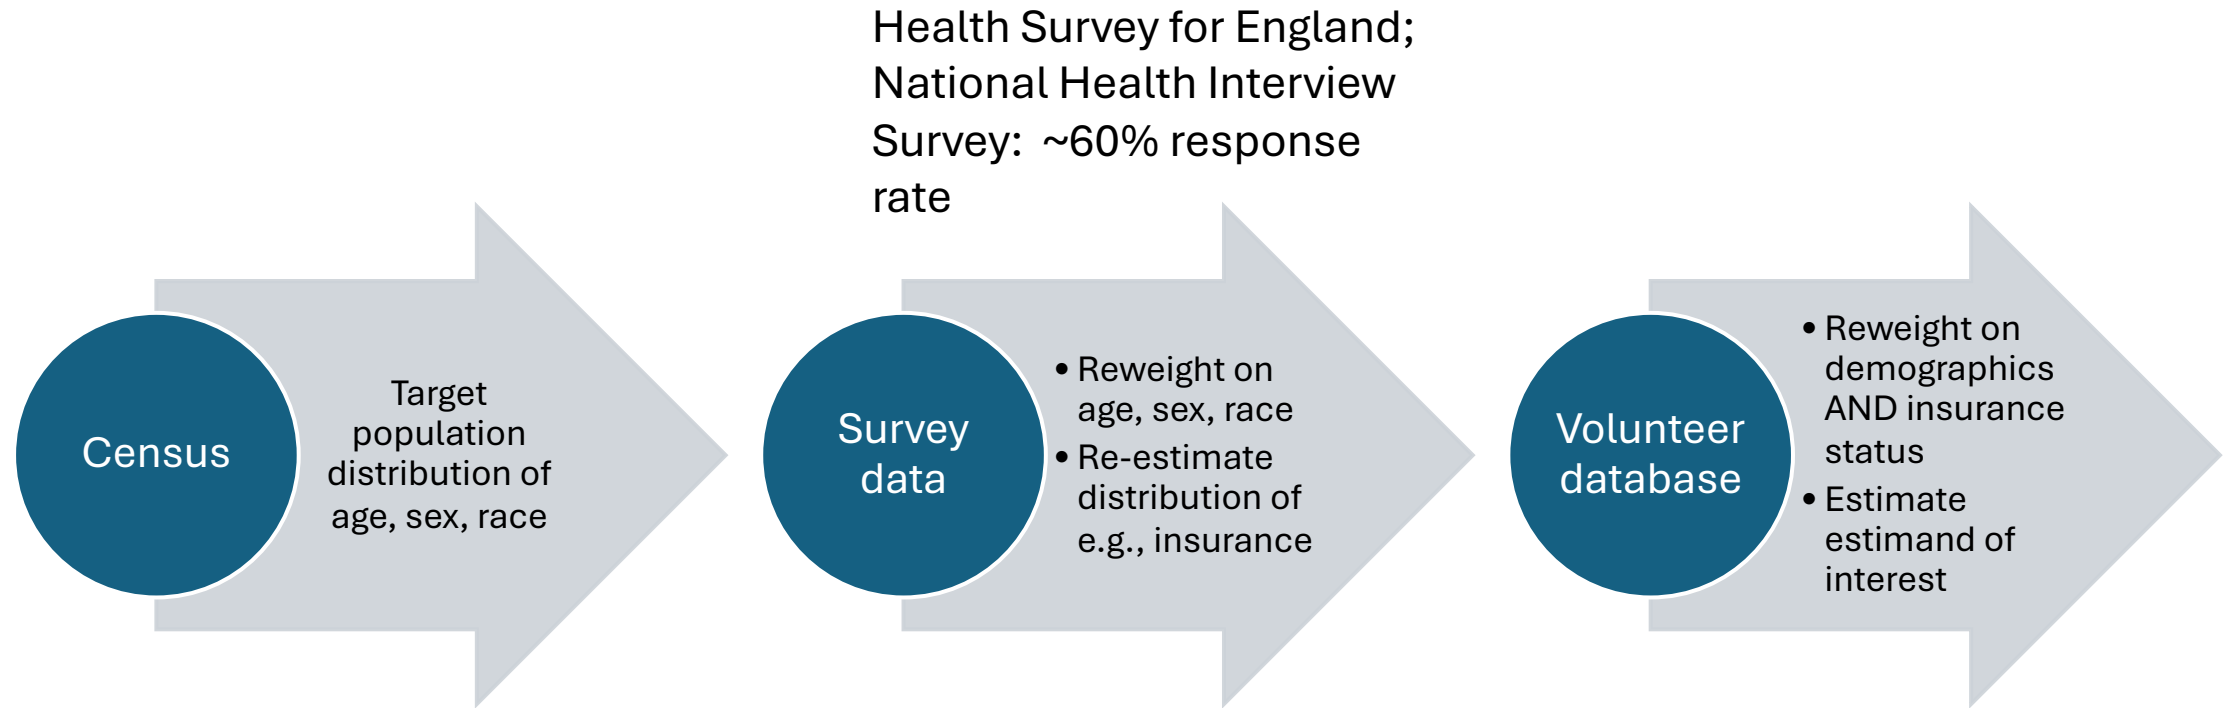 Health Survey for England;
National Health Interview
Survey:  ~60% response
rate
Census
Target
population
distribution of
age, sex, race
Survey
data
• Reweight on
age, sex, race
• Re-estimate
distribution of
e.g., insurance
Volunteer
database
• Reweight on
demographics
AND insurance
status
• Estimate
estimand of
interest